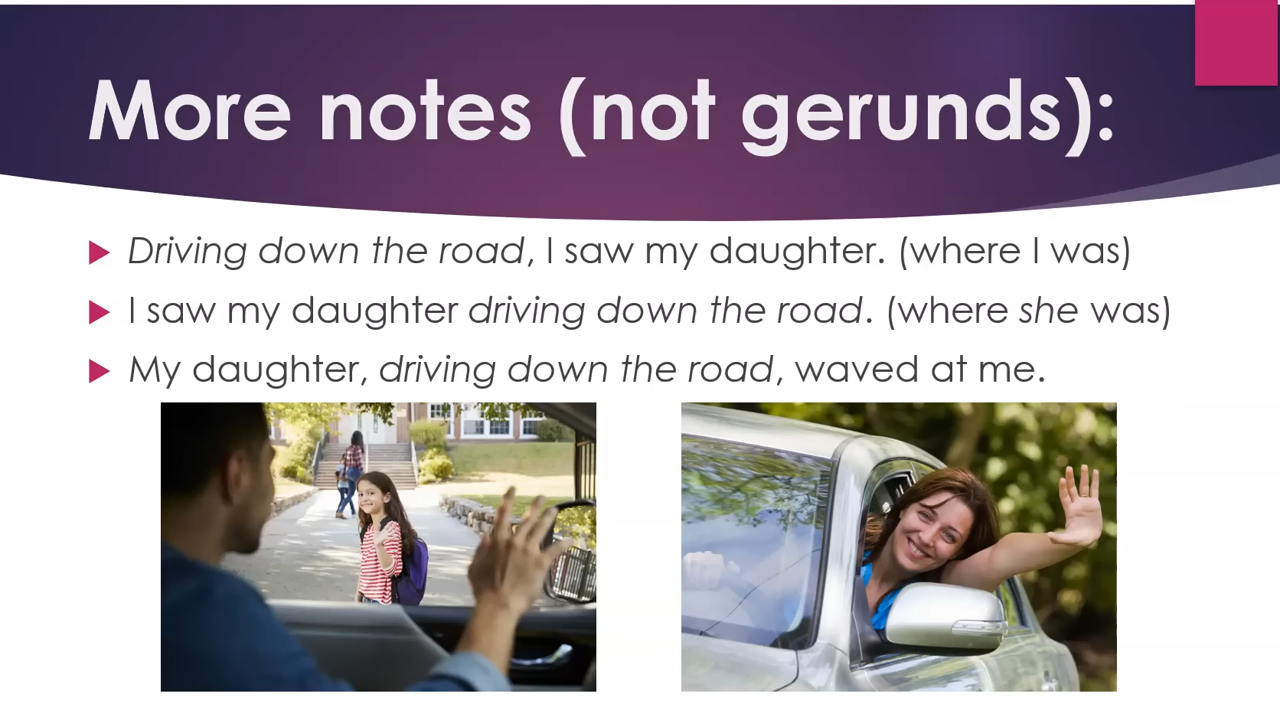 More notes (not gerunds):
Driving down the road, I saw my daughter. (where I was)
I saw my daughter driving down the road. (where she was)
My daughter, driving down the road, waved at me.